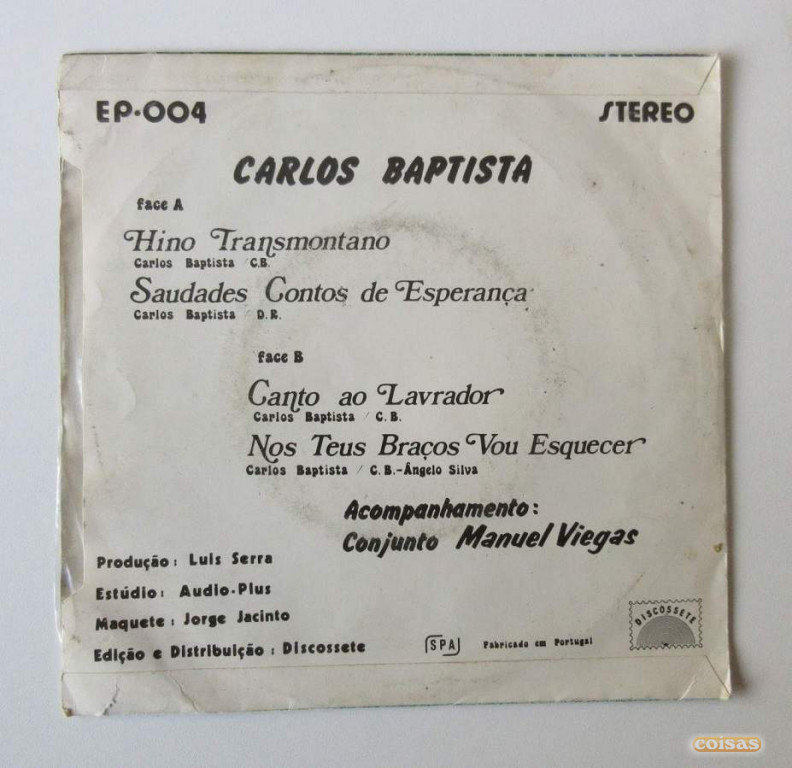 EP-004
STEREO
CARLOS BAPTISTA
face A
Hino Transmontano
Carlos Baptista / C.B.
Saudades Contos de Esperança
Carlos Baptista / D.R.
face B
Canto ao Lavrador
Carlos Baptista / C.B.
Nos Teus Braços Vou Esquecer
Carlos Baptista / C.B.-Ângelo Silva
Acompanhamento:
Conjunto Manuel Viegas
Produção: Luis Serra
Estúdio: Audio-Plus
Maquete: Jorge Jacinto
Edição e Distribuição: Discossete
SPA
Fabricado em Portugal
DISCOSSETE
coisas